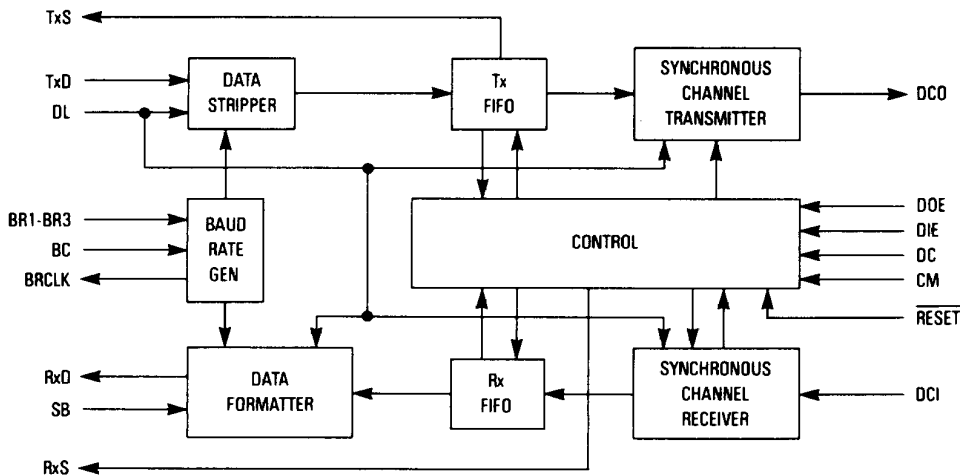 TxS
TxD
DL
DATA
STRIPPER
Tx
FIFO
SYNCHRONOUS
CHANNEL
TRANSMITTER
DCO
BR1-BR3
BC
BRCLK
BAUD
RATE
GEN
CONTROL
DOE
DIE
DC
CM
RESET
RxD
SB
DATA
FORMATTER
Rx
FIFO
SYNCHRONOUS
CHANNEL
RECEIVER
DCI
RxS